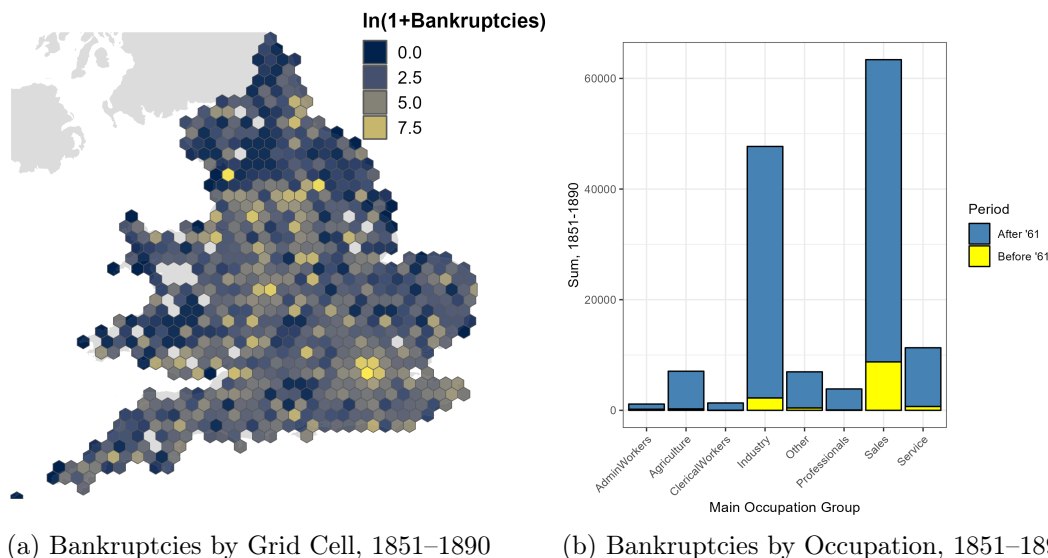 ln(1+Bankruptcies)
0.0
2.5
5.0
7.5
60000
40000
20000
0
Sum, 1851-1890
AdminWorkers
Agriculture
ClericalWorkers
Industry
Other
Professionals
Sales
Service
Main Occupation Group
Period
After '61
Before '61
(a) Bankruptcies by Grid Cell, 1851–1890
(b) Bankruptcies by Occupation, 1851–189